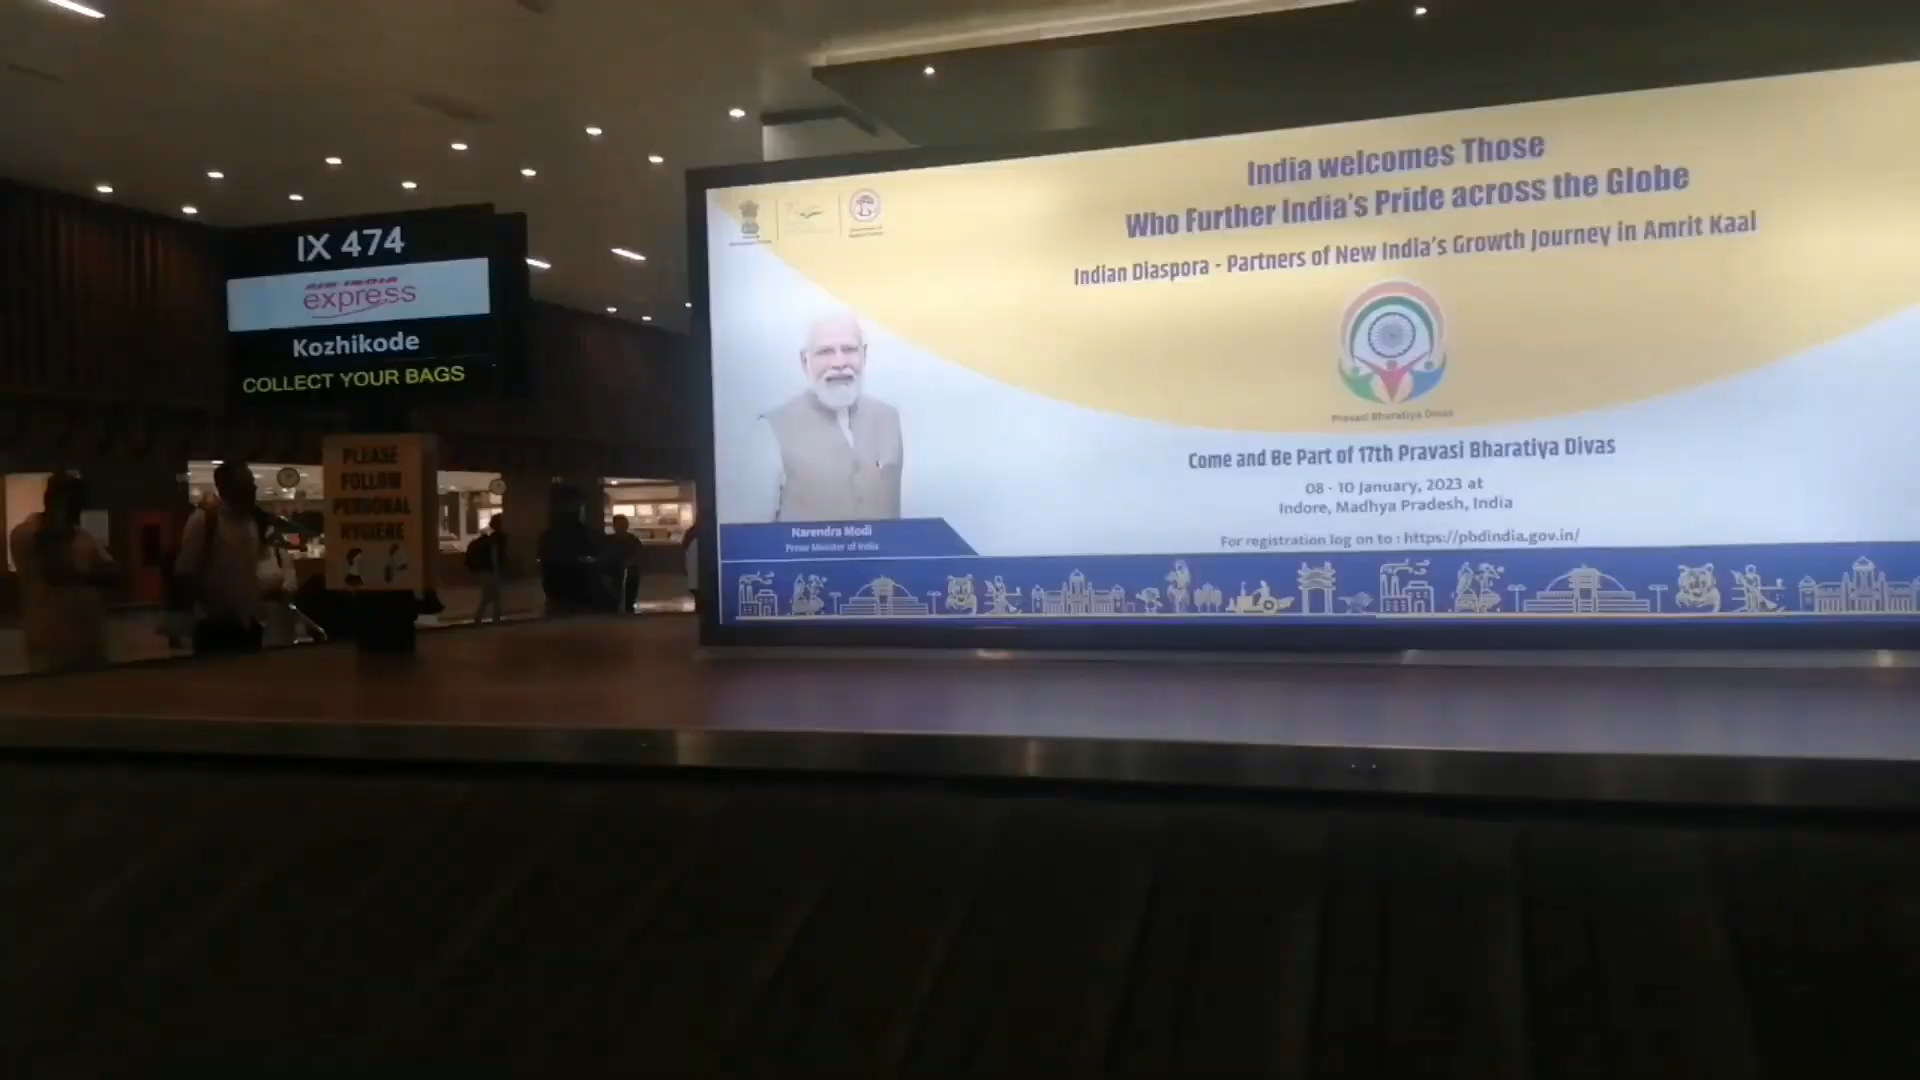 IX 474
AIR INDIA
express
Kozhikode
COLLECT YOUR BAGS
PLEASE
FOLLOW
PERSONAL
HYGIENE
India welcomes Those
Who Further India's Pride across the Globe
Indian Diaspora - Partners of New India's Growth Journey in Amrit Kaal
Pravasi Bharatiya Divas
Come and Be Part of 17th Pravasi Bharatiya Divas
08 - 10 January, 2023 at
Indore, Madhya Pradesh, India
For registration log on to : https://pbdindia.gov.in/
Narendra Modi
Prime Minister of India